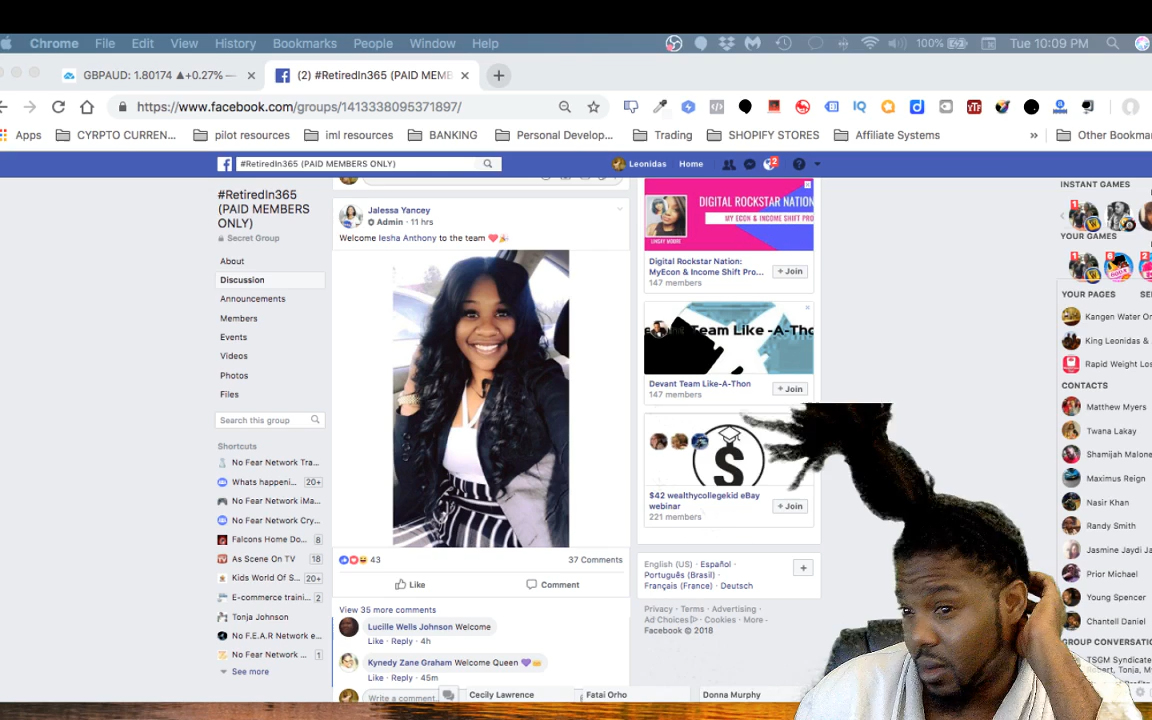 Chrome File Edit View History Bookmarks People Window Help 100% Tue 10:09 PM
GBPAUD: 1.80174 ▲+0.27% — (2) #RetiredIn365 (PAID MEMB
https://www.facebook.com/groups/1413338095371897/
Apps CYRPTO CURREN... pilot resources iml resources BANKING Personal Develop... Trading SHOPIFY STORES Affiliate Systems » Other Bookma
#RetiredIn365 (PAID MEMBERS ONLY) Leonidas Home 2
#RetiredIn365
(PAID MEMBERS
ONLY)
Secret Group
About
Discussion
Announcements
Members
Events
Videos
Photos
Files
Search this group
Shortcuts
No Fear Network Tra...
Whats happeni... 20+
No Fear Network iMa...
No Fear Network Cry...
Falcons Home Do... 8
As Scene On TV 18
Kids World Of S... 20+
E-commerce traini... 2
Tonja Johnson
No F.E.A.R Network e...
No Fear Network ... 1
See more
Jalessa Yancey
Admin · 11 hrs
Welcome Iesha Anthony to the team
43 37 Comments
Like Comment
View 35 more comments
Lucille Wells Johnson Welcome
Like · Reply · 4h
Kynedy Zane Graham Welcome Queen
Like · Reply · 45m
Write a comment...
DIGITAL ROCKSTAR NATION
MY ECON & INCOME SHIFT PRO
LINSAY MOORE
Digital Rockstar Nation:
MyEcon & Income Shift Pro...
147 members
+ Join
Team Like -A-Tho
Devant Team Like-A-Thon
147 members
+ Join
S
$42 wealthycollegekid eBay
webinar
221 members
+ Join
English (US) · Español ·
Português (Brasil) ·
Français (France) · Deutsch
Privacy · Terms · Advertising ·
Ad Choices · Cookies · More
Facebook © 2018
Cecily Lawrence Fatai Orho Donna Murphy
INSTANT GAMES
YOUR GAMES
YOUR PAGES SE
Kangen Water On
King Leonidas &
Rapid Weight Los
CONTACTS
Matthew Myers
Twana Lakay
Shamijah Malone
Maximus Reign
Nasir Khan
Randy Smith
Jasmine Jaydi Ja
Prior Michael
Young Spencer
Chantell Daniel
GROUP CONVERSATIO
TSGM Syndicate
Tonja, M